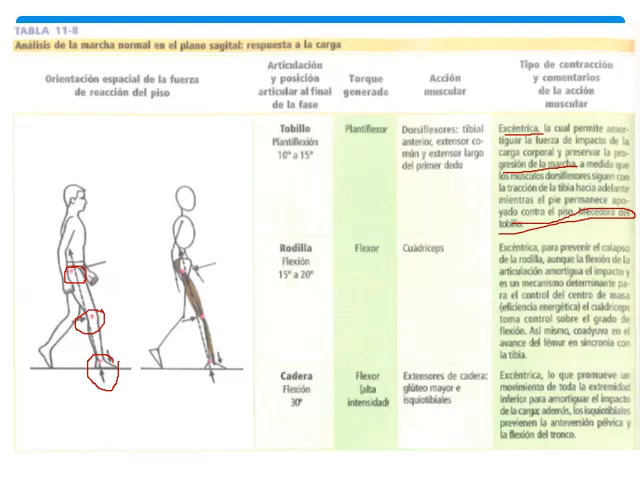 TABLA 11-8
Análisis de la marcha normal en el plano sagital: respuesta a la carga
Orientación espacial de la fuerza
de reacción del piso
Articulación
y posición
articular al final
de la fase
Torque
generado
Acción
muscular
Tipo de contracción
y comentarios
de la acción
muscular
Tobillo
Plantiflexión
10° a 15°
Plantiflexor
Dorsiflexores: tibial
anterior, extensor co-
mún y extensor largo
del primer dedo
Excéntrica, la cual permite amor-
tiguar la fuerza de impacto de la
carga corporal y preservar la pro-
gresión de la marcha, a medida que
los músculos dorsiflexores siguen con
la tracción de la tibia hacia adelante
mientras el pie permanece apo-
yado contra el piso. Mecedora del
tobillo.
Rodilla
Flexión
15° a 20°
Flexor
Cuádriceps
Excéntrica, para prevenir el colapso
de la rodilla, aunque la flexión de la
articulación amortigua el impacto y
es un mecanismo determinante pa-
ra el control del centro de masa
(eficiencia energética) el cuádriceps
toma control sobre el grado de
flexión. Así mismo, coadyuva en el
avance del fémur en sincronía con
la tibia.
Cadera
Flexión
30°
Flexor
(alta
intensidad)
Extensores de cadera:
glúteo mayor e
isquiotibiales
Excéntrica, lo que promueve un
movimiento de toda la extremidad
inferior para amortiguar el impacto
de la carga; además, los isquiotibiales
previenen la anteversión pélvica y
la flexión del tronco.